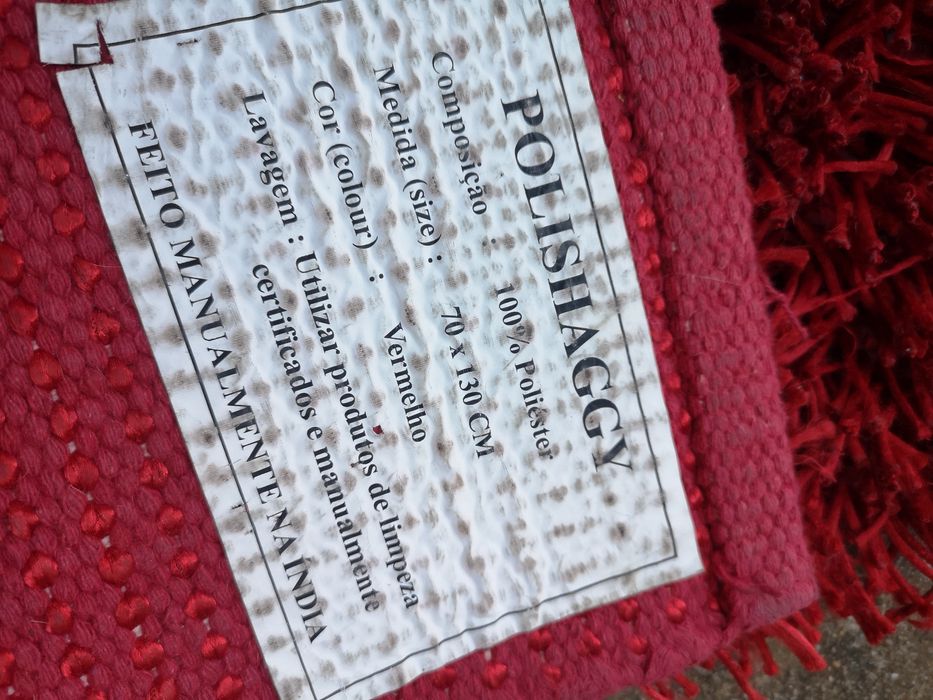 POLISHAGGY
Composição : 100% Poliéster
Medida (size) : 70 x 130 CM
Cor (colour) : Vermelho
Lavagem : Utilizar produtos de limpeza
certificados e manualmente
FEITO MANUALMENTE NA ÍNDIA